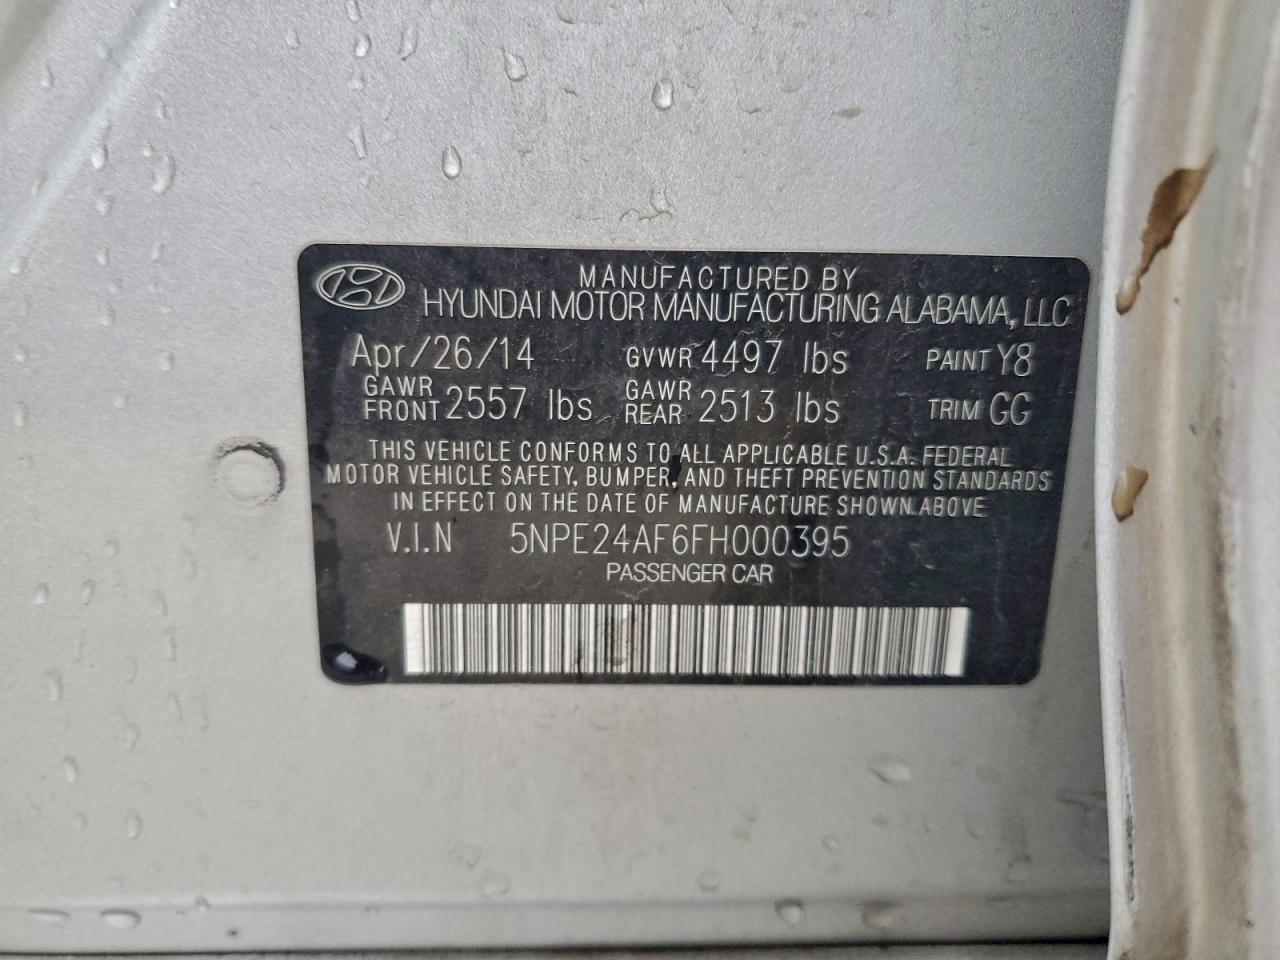 MANUFACTURED BY
HYUNDAI MOTOR MANUFACTURING ALABAMA, LLC
Apr/26/14 GVWR 4497 lbs PAINT Y8
GAWR FRONT 2557 lbs GAWR REAR 2513 lbs TRIM GG
THIS VEHICLE CONFORMS TO ALL APPLICABLE U.S.A. FEDERAL
MOTOR VEHICLE SAFETY, BUMPER, AND THEFT PREVENTION STANDARDS
IN EFFECT ON THE DATE OF MANUFACTURE SHOWN ABOVE
V.I.N 5NPE24AF6FH000395
PASSENGER CAR